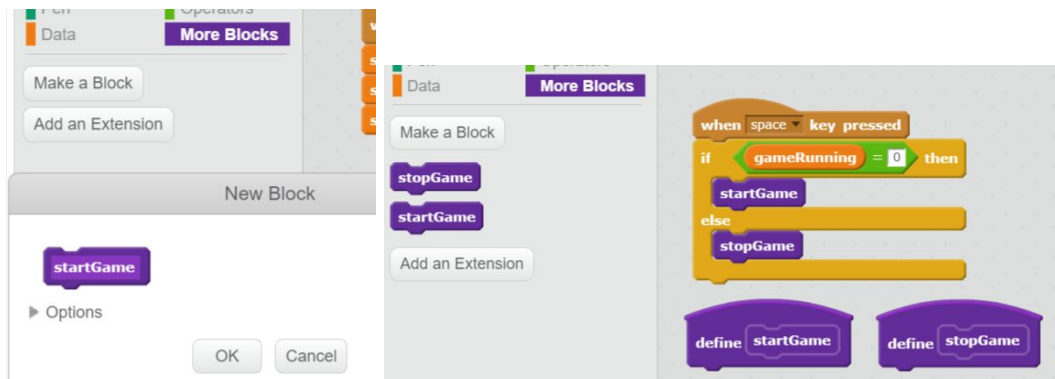 Pen Operators
Data More Blocks
Make a Block
Add an Extension
New Block
startGame
Options
OK Cancel
Data More Blocks
Make a Block
stopGame
startGame
Add an Extension
when space key pressed
if gameRunning = 0 then
startGame
else
stopGame
define startGame
define stopGame